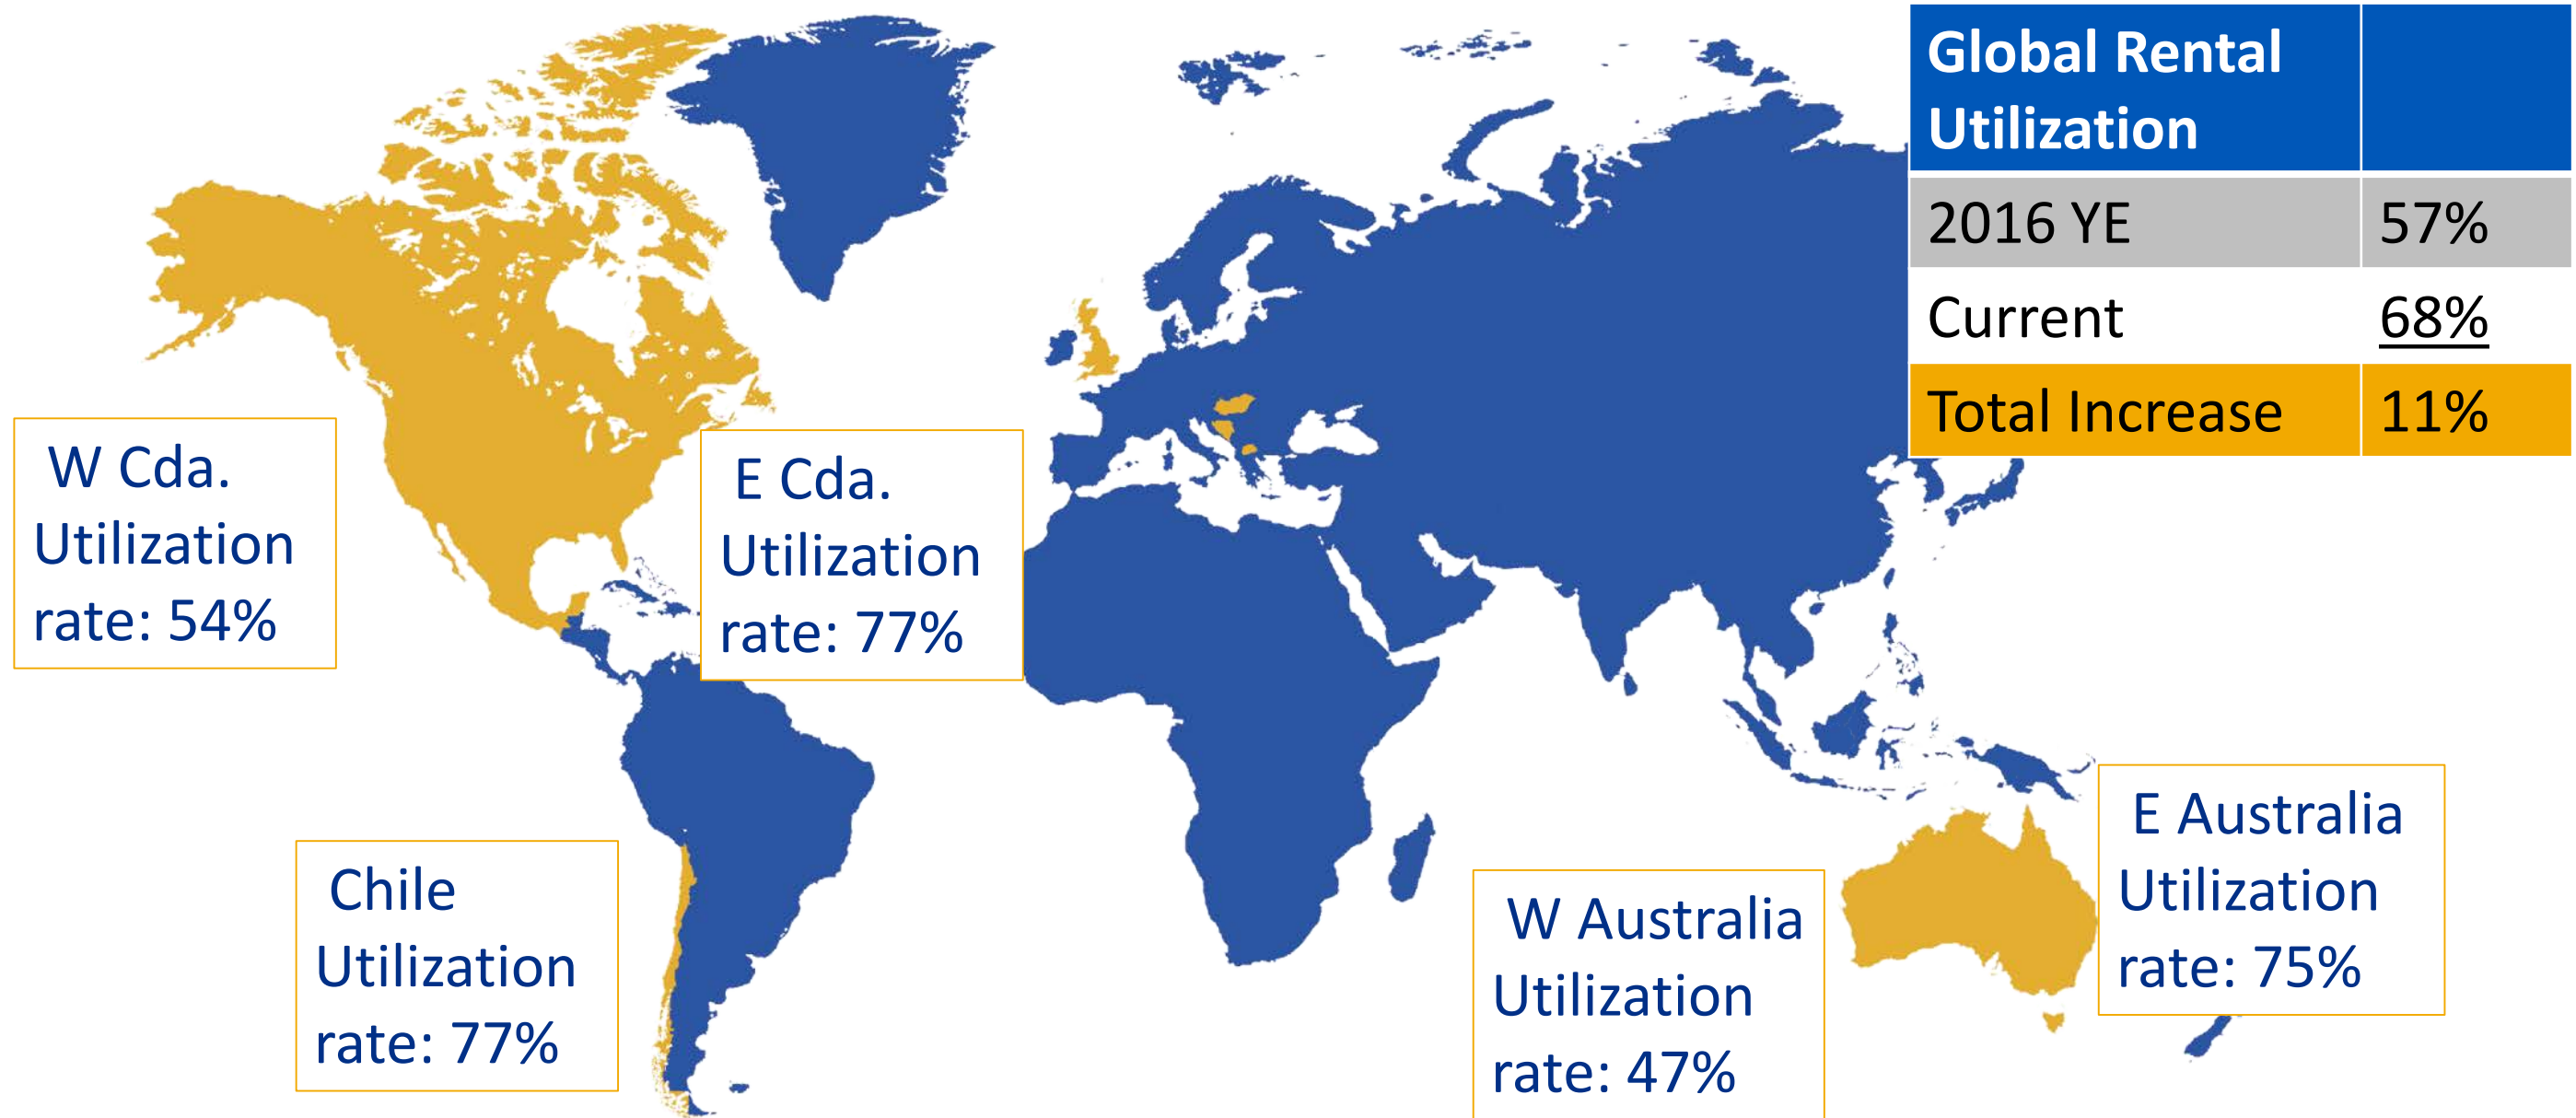 Global Rental
Utilization
2016 YE 57%
Current 68%
Total Increase 11%
W Cda.
Utilization
rate: 54%
E Cda.
Utilization
rate: 77%
Chile
Utilization
rate: 77%
W Australia
Utilization
rate: 47%
E Australia
Utilization
rate: 75%